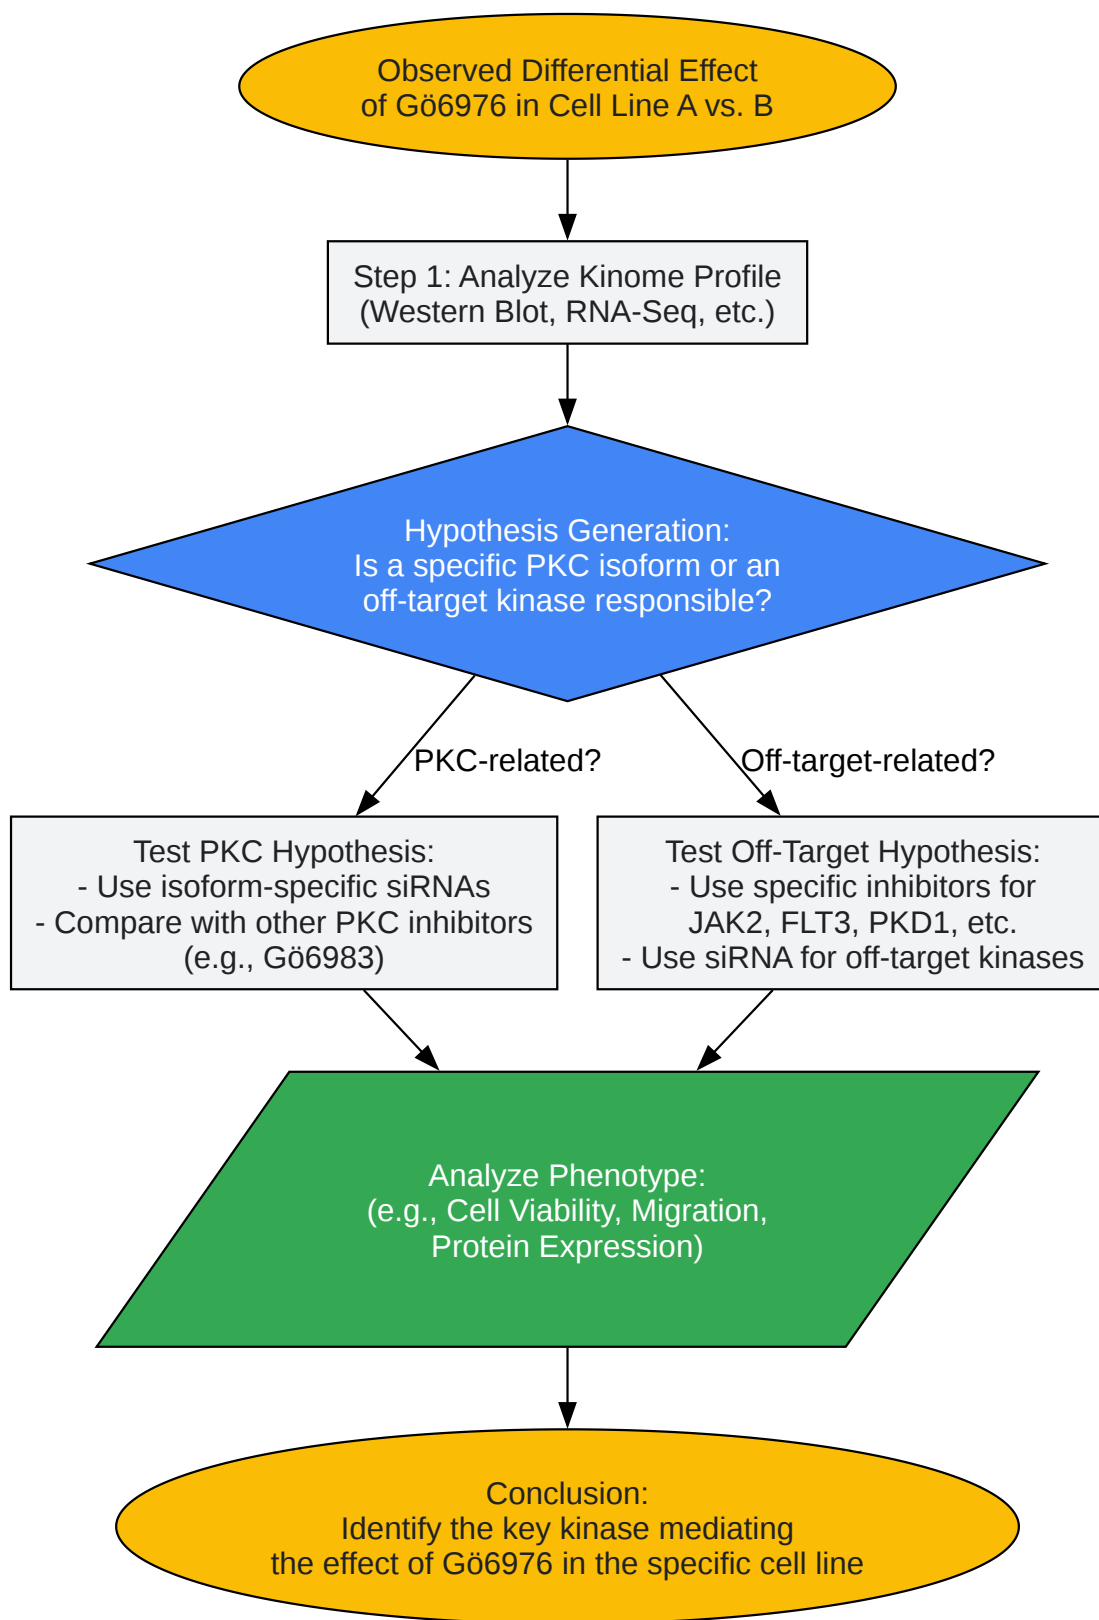 Observed Differential Effect
of Gö6976 in Cell Line A vs. B
Step 1: Analyze Kinome Profile
(Western Blot, RNA-Seq, etc.)
Hypothesis Generation:
Is a specific PKC isoform or an
off-target kinase responsible?
PKC-related?
Off-target-related?
Test PKC Hypothesis:
- Use isoform-specific siRNAs
- Compare with other PKC inhibitors
(e.g., Gö6983)
Test Off-Target Hypothesis:
- Use specific inhibitors for
JAK2, FLT3, PKD1, etc.
- Use siRNA for off-target kinases
Analyze Phenotype:
(e.g., Cell Viability, Migration,
Protein Expression)
Conclusion:
Identify the key kinase mediating
the effect of Gö6976 in the specific cell line